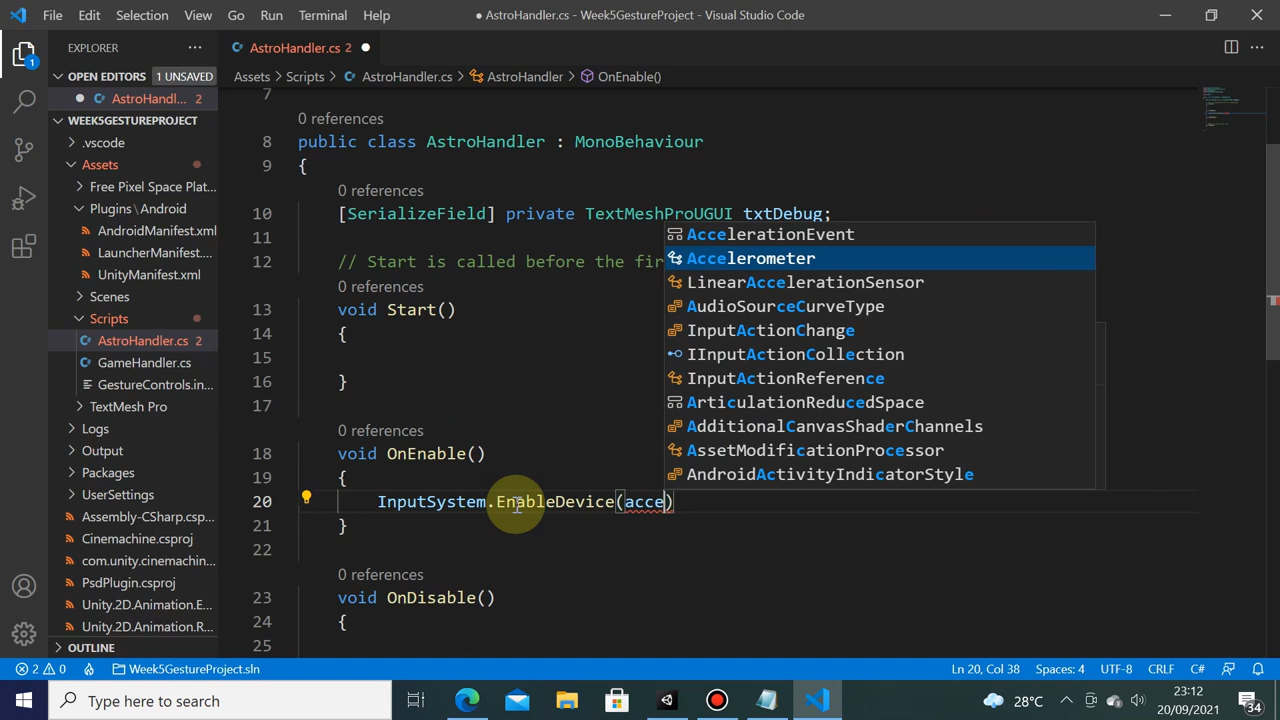 File Edit Selection View Go Run Terminal Help
● AstroHandler.cs - Week5GestureProject - Visual Studio Code
EXPLORER
AstroHandler.cs 2
OPEN EDITORS 1 UNSAVED
AstroHandl... 2
WEEK5GESTUREPROJECT
.vscode
Assets
Free Pixel Space Plat...
Plugins\Android
AndroidManifest.xml
LauncherManifest.xml
UnityManifest.xml
Scenes
Scripts
AstroHandler.cs 2
GameHandler.cs
GestureControls.in...
TextMesh Pro
Logs
Output
Packages
UserSettings
Assembly-CSharp.csproj
Cinemachine.csproj
com.unity.cinemachin...
PsdPlugin.csproj
Unity.2D.Animation.E...
Unity.2D.Animation.R...
OUTLINE
Assets > Scripts > AstroHandler.cs > AstroHandler > OnEnable()
7
0 references
8 public class AstroHandler : MonoBehaviour
9 {
0 references
10 [SerializeField] private TextMeshProUGUI txtDebug;
11
12 // Start is called before the fir
0 references
13 void Start()
14 {
15
16 }
17
0 references
18 void OnEnable()
19 {
20 InputSystem.EnableDevice(acce)
21 }
22
0 references
23 void OnDisable()
24 {
25
AccelerationEvent
Accelerometer
LinearAccelerationSensor
AudioSourceCurveType
InputActionChange
IInputActionCollection
InputActionReference
ArticulationReducedSpace
AdditionalCanvasShaderChannels
AssetModificationProcessor
AndroidActivityIndicatorStyle
1
2 0 Week5GestureProject.sln
Ln 20, Col 38 Spaces: 4 UTF-8 CRLF C#
Type here to search
28°C
23:12
20/09/2021
34